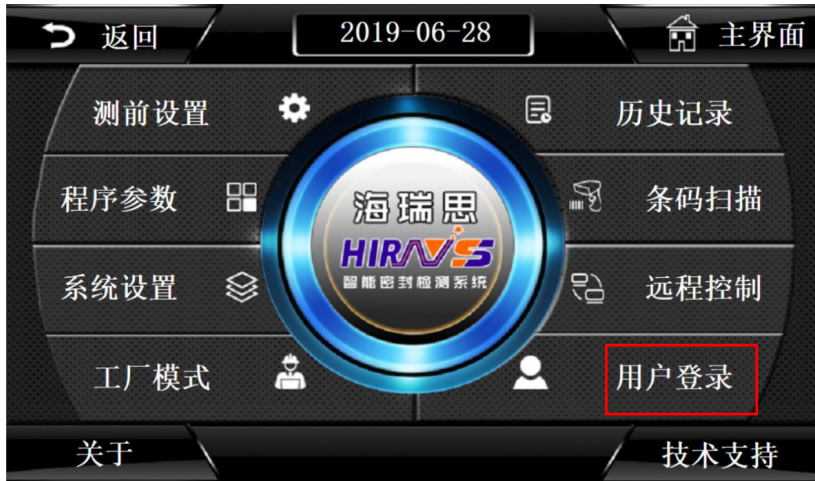 返回
2019-06-28
主界面
测前设置
历史记录
程序参数
条码扫描
海瑞思
HIRAYS
智能密封检测系统
系统设置
远程控制
工厂模式
用户登录
关于
技术支持